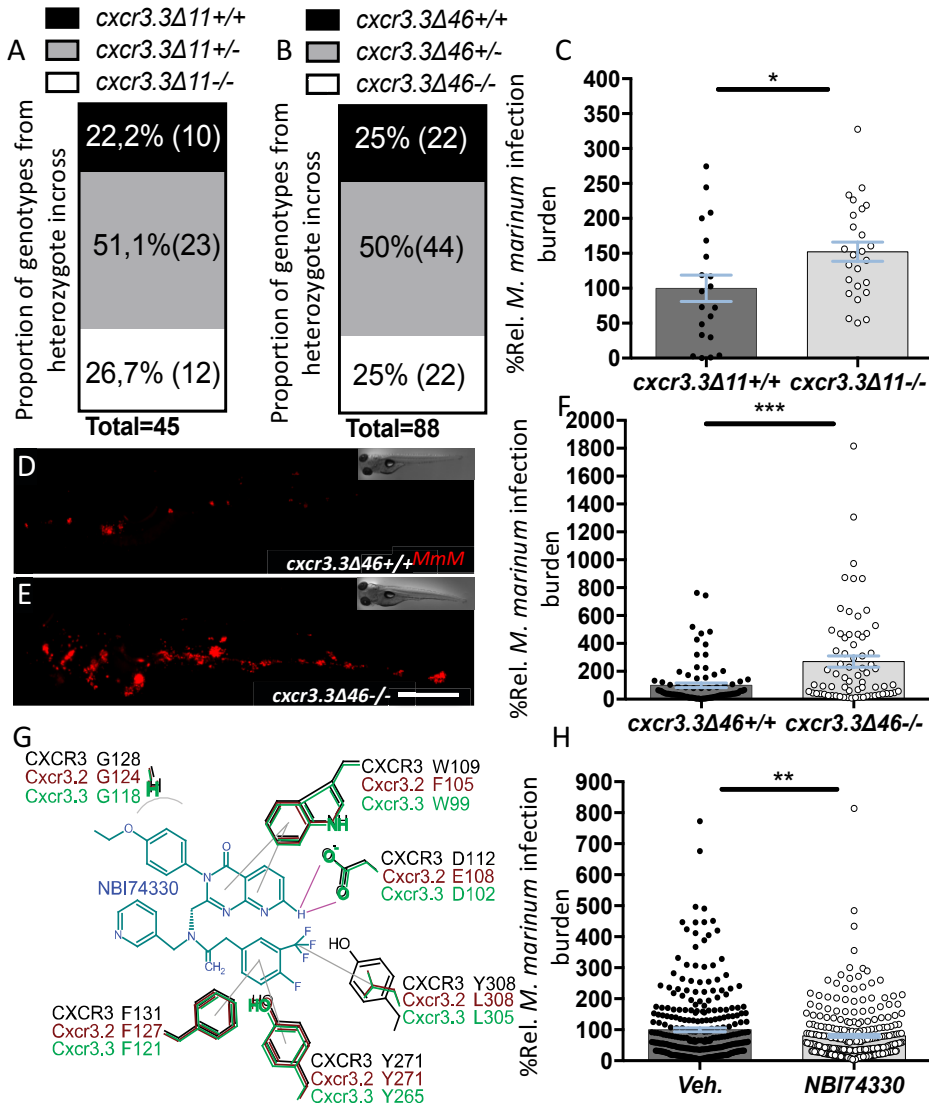 A
cxcr3.3Δ11+/+
cxcr3.3Δ11+/-
cxcr3.3Δ11-/-
Proportion of genotypes from
heterozygote incross
22,2% (10)
51,1%(23)
26,7% (12)
Total=45
B
cxcr3.3Δ46+/+
cxcr3.3Δ46+/-
cxcr3.3Δ46-/-
Proportion of genotypes from
heterozygote incross
25% (22)
50%(44)
25% (22)
Total=88
C
%Rel. M. marinum infection
burden
400
350
300
250
200
150
100
50
0
*
cxcr3.3Δ11+/+ cxcr3.3Δ11-/-
D
cxcr3.3Δ46+/+ MmM
E
cxcr3.3Δ46-/-
F
%Rel. M. marinum infection
burden
2000
1800
1600
1400
1200
1000
800
600
400
200
0
***
cxcr3.3Δ46+/+ cxcr3.3Δ46-/-
G
CXCR3 G128
Cxcr3.2 G124
Cxcr3.3 G118
H
CXCR3 W109
Cxcr3.2 F105
Cxcr3.3 W99
NH
CXCR3 D112
Cxcr3.2 E108
Cxcr3.3 D102
O
O
O
O
N
N
N
H
NBI74330
N
N
CH₂
F
F
F
F
HO
CXCR3 Y308
Cxcr3.2 L308
Cxcr3.3 L305
CXCR3 F131
Cxcr3.2 F127
Cxcr3.3 F121
HO
CXCR3 Y271
Cxcr3.2 Y271
Cxcr3.3 Y265
H
%Rel. M. marinum infection
burden
900
800
700
600
500
400
300
200
100
0
**
Veh. NBI74330